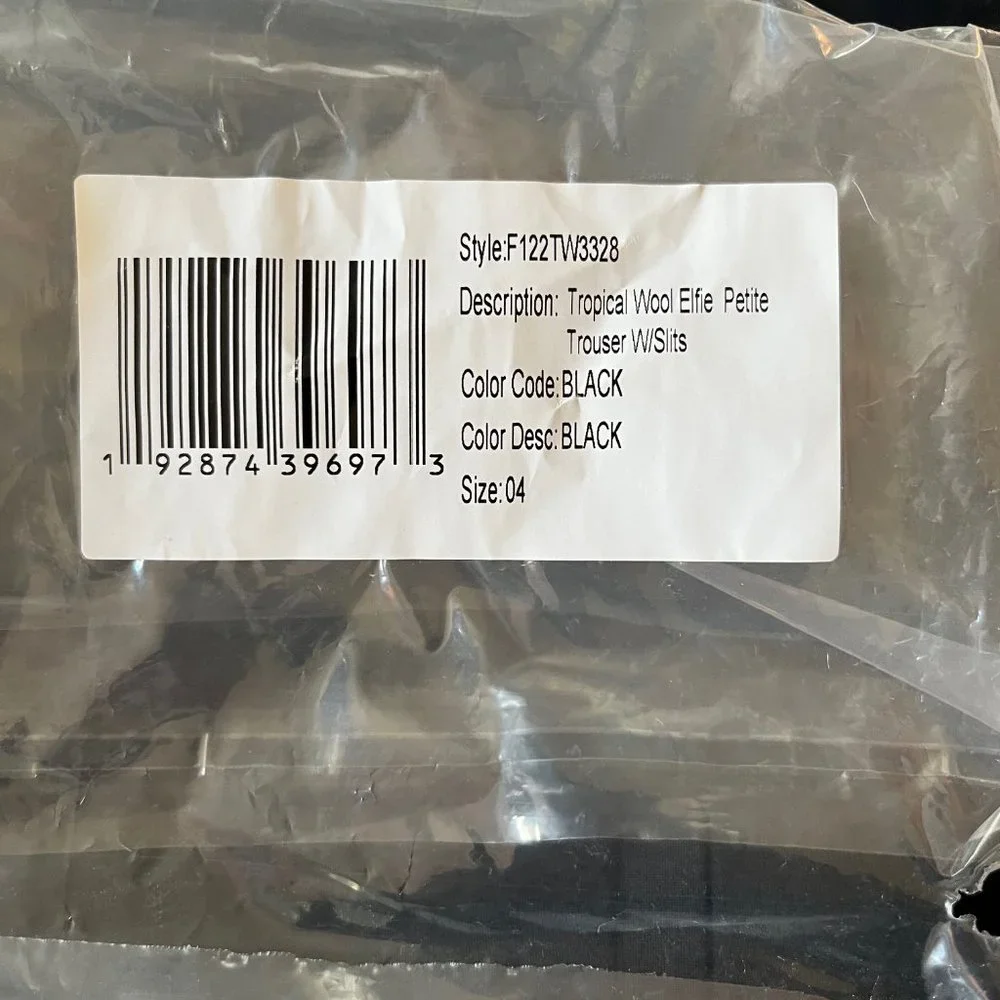 Style:F122TW3328
Description: Tropical Wool Elfie Petite
Trouser W/Slits
Color Code:BLACK
Color Desc:BLACK
Size:04
1 92874 39697 3